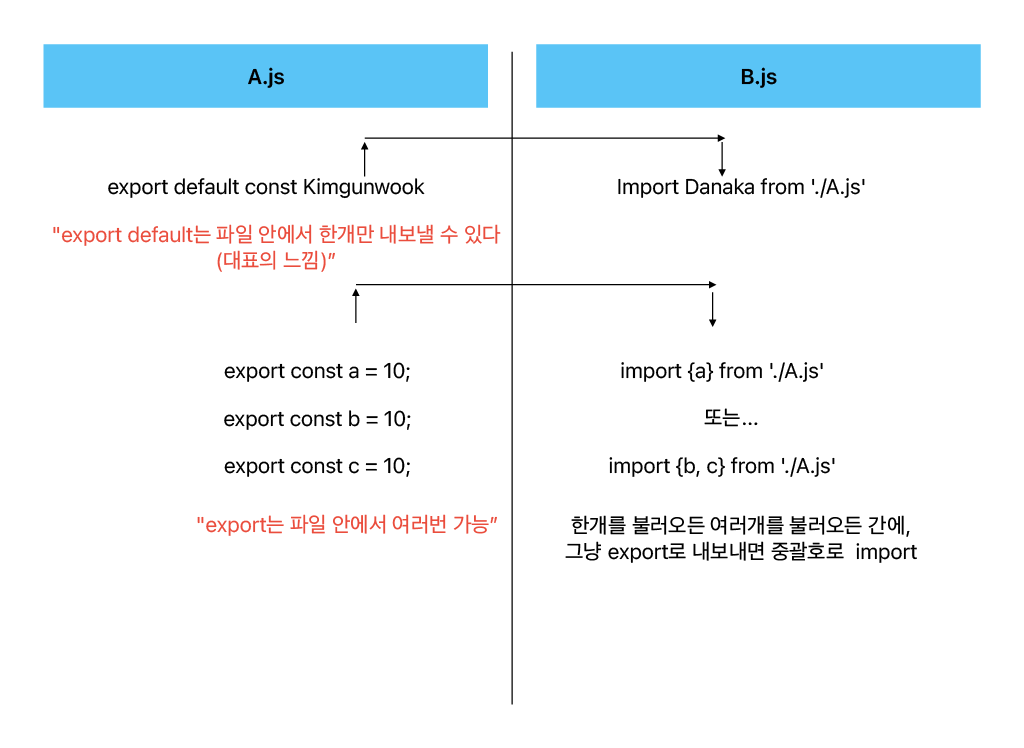 A.js
export default const Kimgunwook
"export default는 파일 안에서 한개만 내보낼 수 있다
(대표의 느낌)”
export const a = 10;
export const b = 10;
export const c = 10;
"export는 파일 안에서 여러번 가능”
B.js
Import Danaka from './A.js'
import {a} from './A.js'
또는...
import {b, c} from './A.js'
한개를 불러오든 여러개를 불러오든 간에,
그냥 export로 내보내면 중괄호로  import